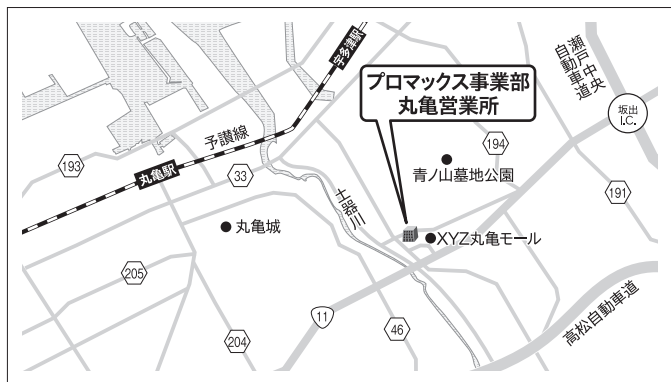 宇多津駅
瀬戸中央
自動車道
プロマックス事業部
丸亀営業所
坂出
I.C.
予讃線
194
193
丸亀駅
33
青ノ山墓地公園
191
土器川
丸亀城
XYZ丸亀モール
205
高松自動車道
11
204
46